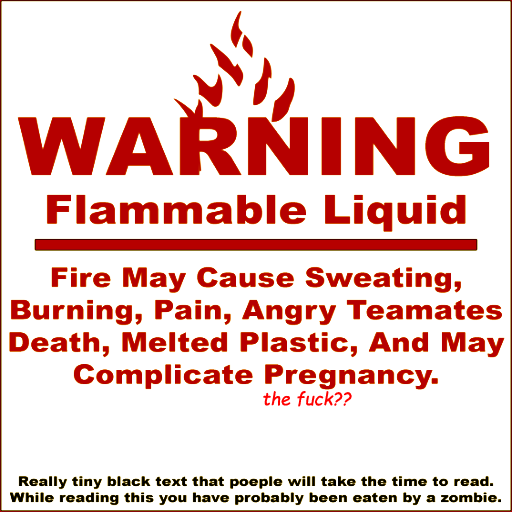 WARNING
Flammable Liquid
Fire May Cause Sweating,
Burning, Pain, Angry Teamates
Death, Melted Plastic, And May
Complicate Pregnancy.
the fuck??
Really tiny black text that poeple will take the time to read.
While reading this you have probably been eaten by a zombie.